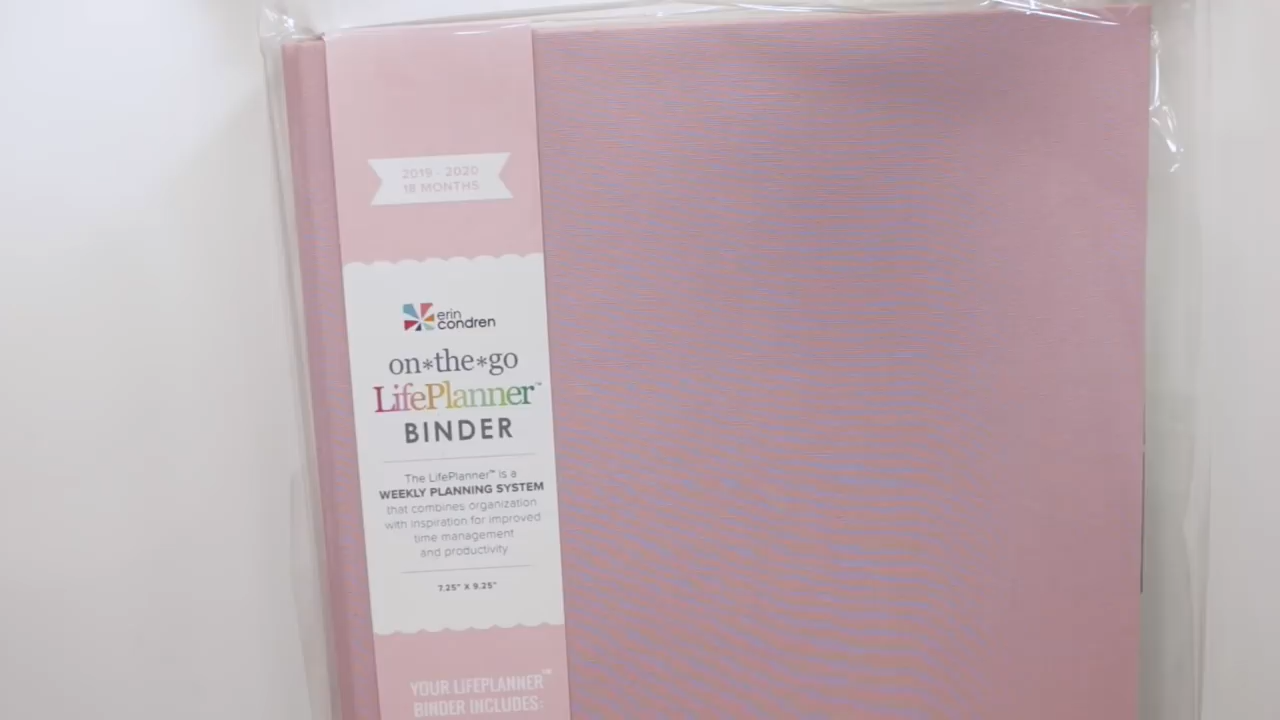 2019 - 2020
18 MONTHS
erin
condren
on*the*go
LifePlanner™
BINDER
The LifePlanner™ is a
WEEKLY PLANNING SYSTEM
that combines organization
with inspiration for improved
time management
and productivity
7.25" X 9.25"
YOUR LIFEPLANNER™
BINDER INCLUDES: